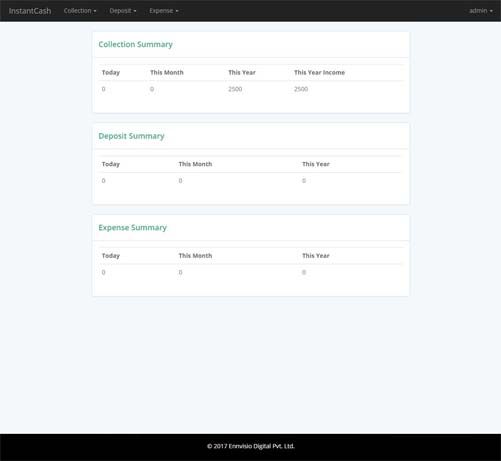 InstantCash Collection Deposit Expense admin
Collection Summary
Today This Month This Year This Year Income
0 0 2500 2500
Deposit Summary
Today This Month This Year
0 0 0
Expense Summary
Today This Month This Year
0 0 0
© 2017 Ennvisio Digital Pvt. Ltd.